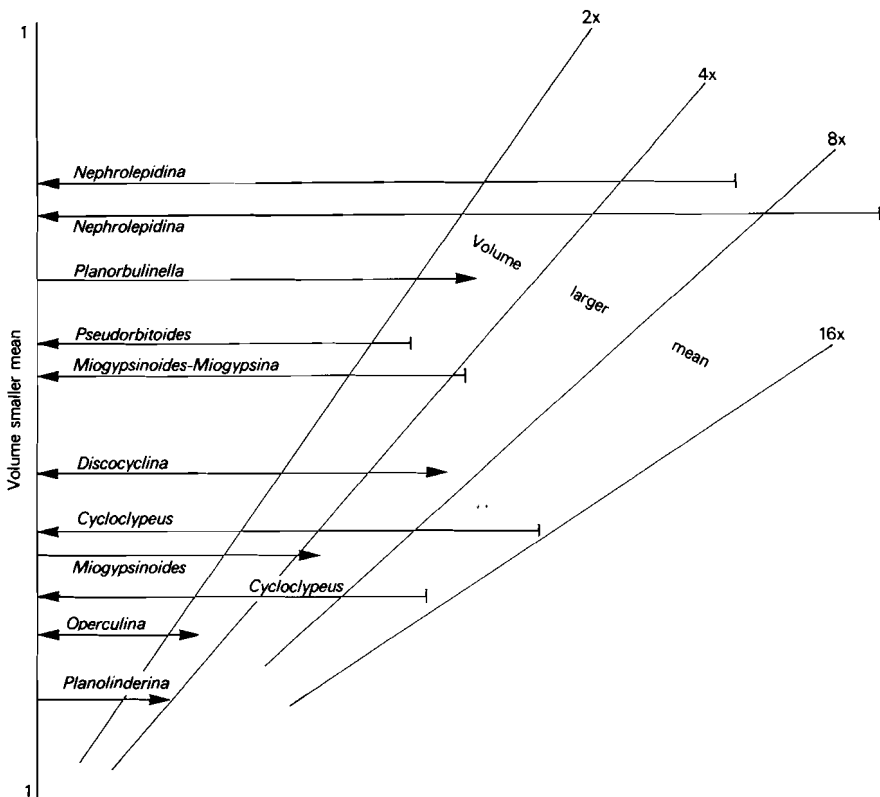 1
2x
4x
8x
Nephrolepidina
Nephrolepidina
Volume
larger
mean
Planorbulinella
Pseudorbitoides
Miogypsinoides-Miogypsina
16x
Volume smaller mean
Discocyclina
Cycloclypeus
Miogypsinoides
Cycloclypeus
Operculina
Planolinderina
1